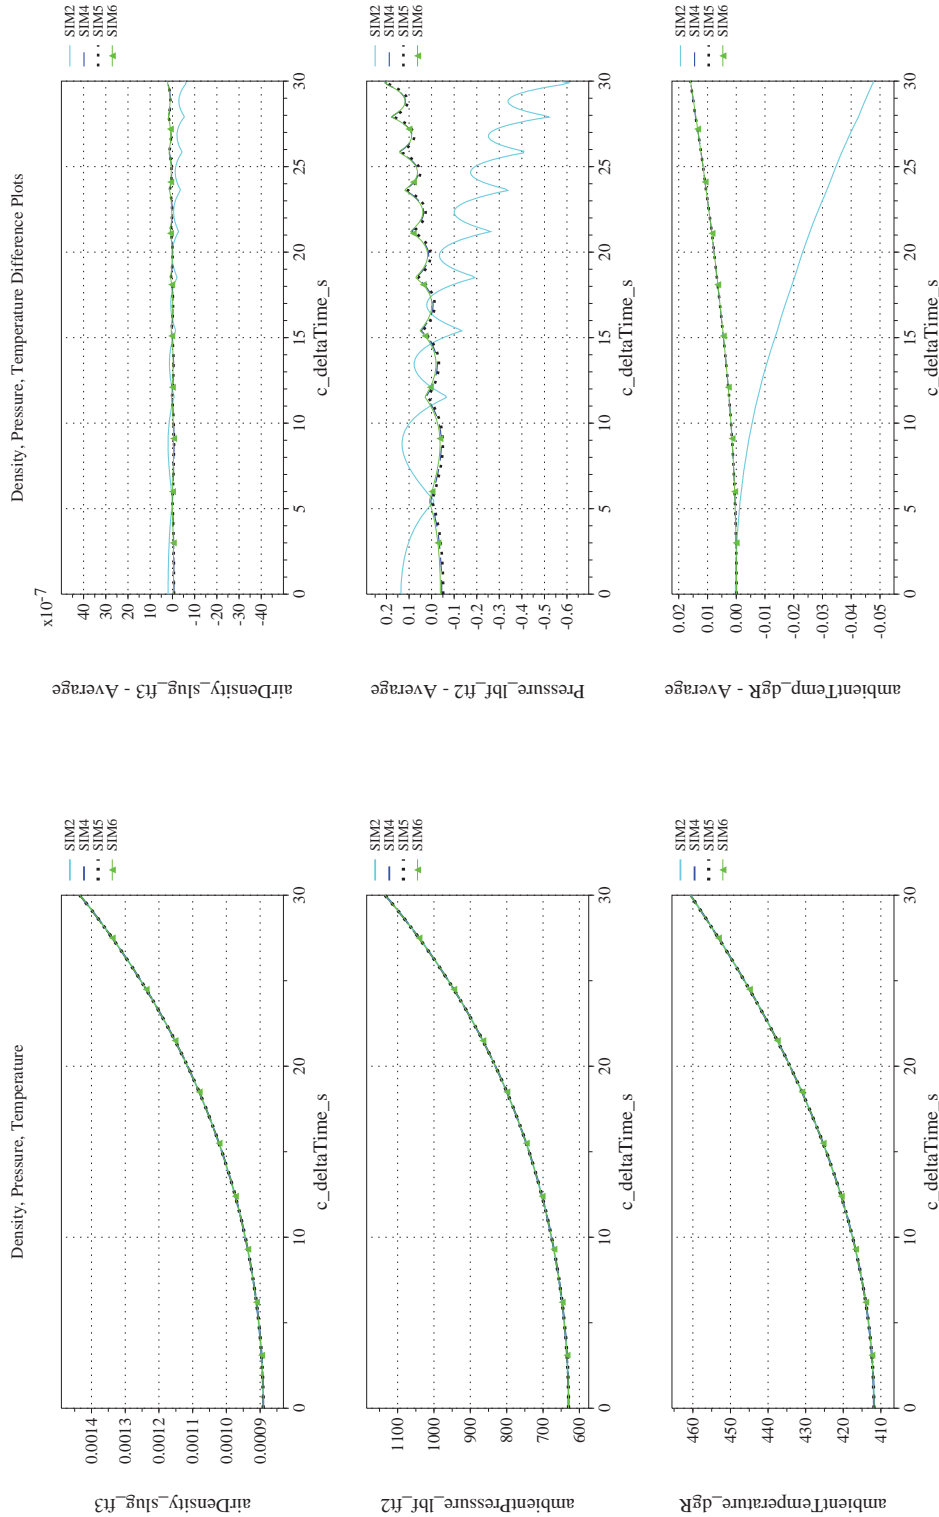 Density, Pressure, Temperature
SIM2
SIM4
SIM5
SIM6
airDensity_slug_ft3
0.0014
0.0013
0.0012
0.0011
0.0010
0.0009
0 10 20 30
c_deltaTime_s
SIM2
SIM4
SIM5
SIM6
ambientPressure_lbf_ft2
1100
1000
900
800
700
600
0 10 20 30
c_deltaTime_s
SIM2
SIM4
SIM5
SIM6
ambientTemperature_dgR
460
450
440
430
420
410
0 10 20 30
c_deltaTime_s
Density, Pressure, Temperature Difference Plots
SIM2
SIM4
SIM5
SIM6
airDensity_slug_ft3 - Average
x10-7
40
30
20
10
0
-10
-20
-30
-40
0 5 10 15 20 25 30
c_deltaTime_s
SIM2
SIM4
SIM5
SIM6
Pressure_lbf_ft2 - Average
0.2
0.1
0.0
-0.1
-0.2
-0.3
-0.4
-0.5
-0.6
0 5 10 15 20 25 30
c_deltaTime_s
SIM2
SIM4
SIM5
SIM6
ambientTemp_dgR - Average
0.02
0.01
0.00
-0.01
-0.02
-0.03
-0.04
-0.05
0 5 10 15 20 25 30
c_deltaTime_s